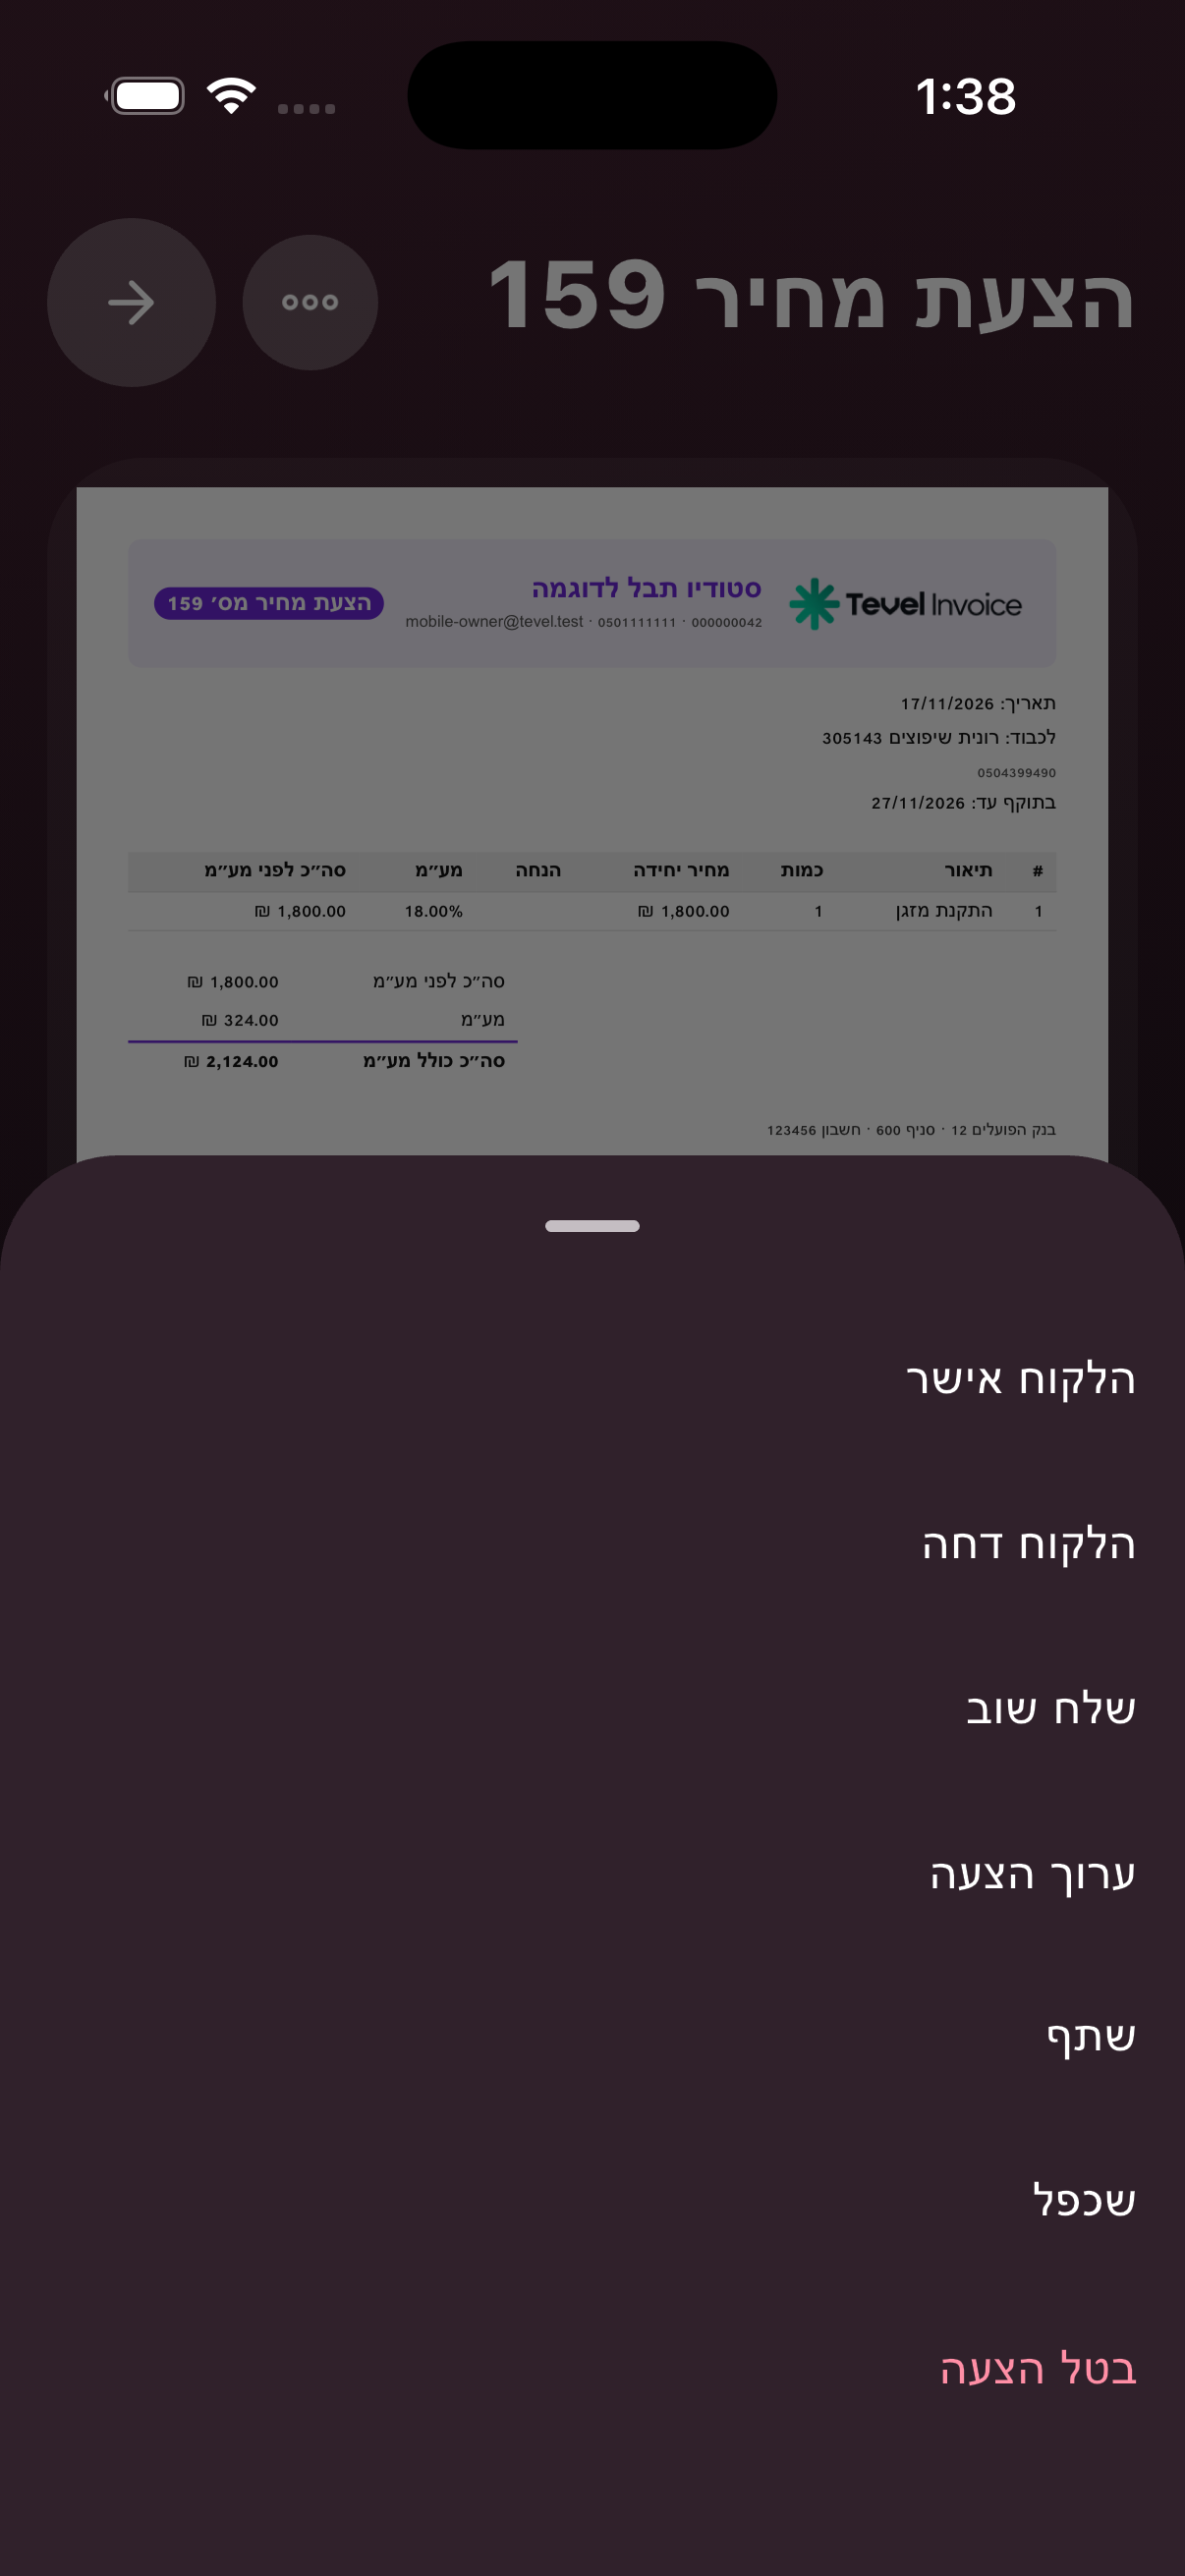 1:38
הצעת מחיר 159
Tevel Invoice
סטודיו תבל לדוגמה
000000042 · 0501111111 · mobile-owner@tevel.test
הצעת מחיר מס׳ 159
תאריך: 17/11/2026
לכבוד: רונית שיפוצים 305143
0504399490
בתוקף עד: 27/11/2026
# תיאור כמות מחיר יחידה הנחה מע״מ סה״כ לפני מע״מ
1 התקנת מזגן 1 1,800.00 ₪ 18.00% 1,800.00 ₪
סה״כ לפני מע״מ 1,800.00 ₪
מע״מ 324.00 ₪
סה״כ כולל מע״מ 2,124.00 ₪
בנק הפועלים 12 · סניף 600 · חשבון 123456
הלקוח אישר
הלקוח דחה
שלח שוב
ערוך הצעה
שתף
שכפל
בטל הצעה